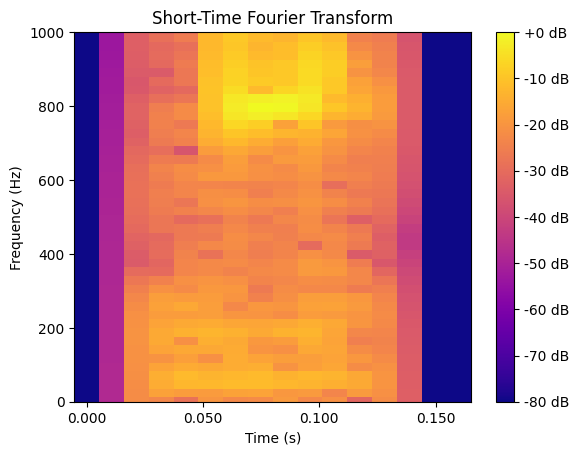 Short-Time Fourier Transform
1000
800
600
400
200
0
Frequency (Hz)
0.000
0.050
0.100
0.150
Time (s)
+0 dB
-10 dB
-20 dB
-30 dB
-40 dB
-50 dB
-60 dB
-70 dB
-80 dB